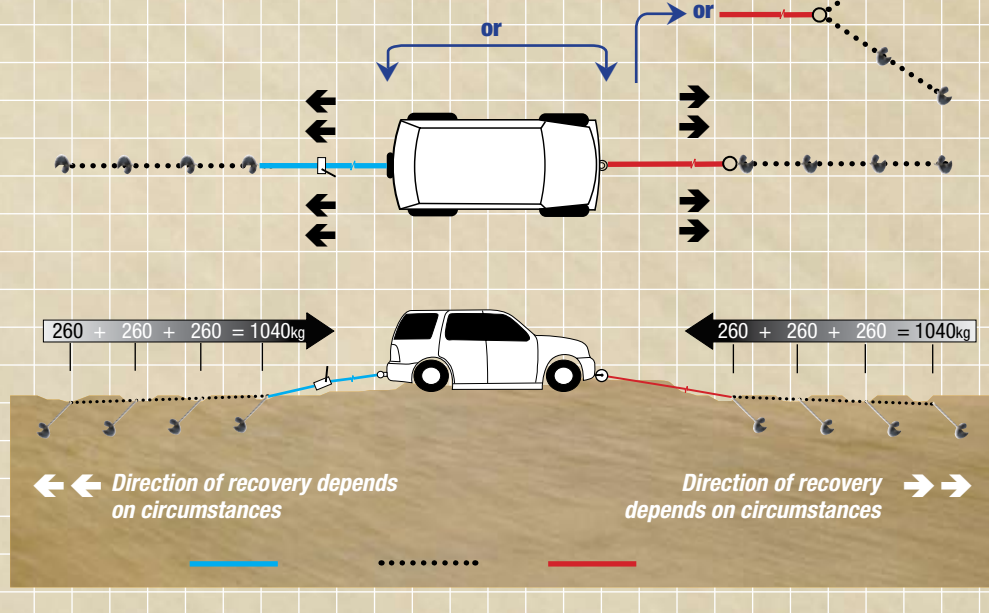 or
or
260 + 260 + 260 = 1040kg
260 + 260 + 260 = 1040kg
Direction of recovery depends
on circumstances
Direction of recovery
depends on circumstances